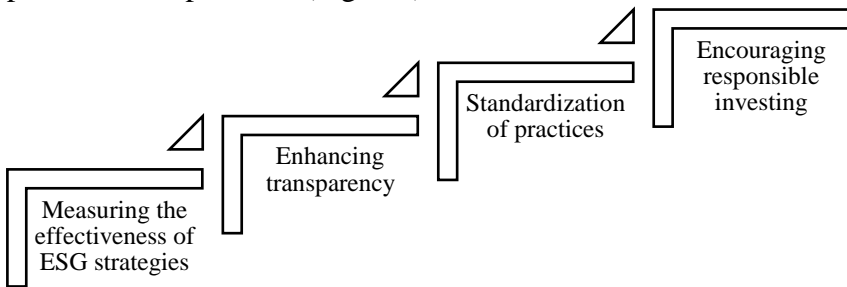 Measuring the
effectiveness of
ESG strategies
Enhancing
transparency
Standardization
of practices
Encouraging
responsible
investing